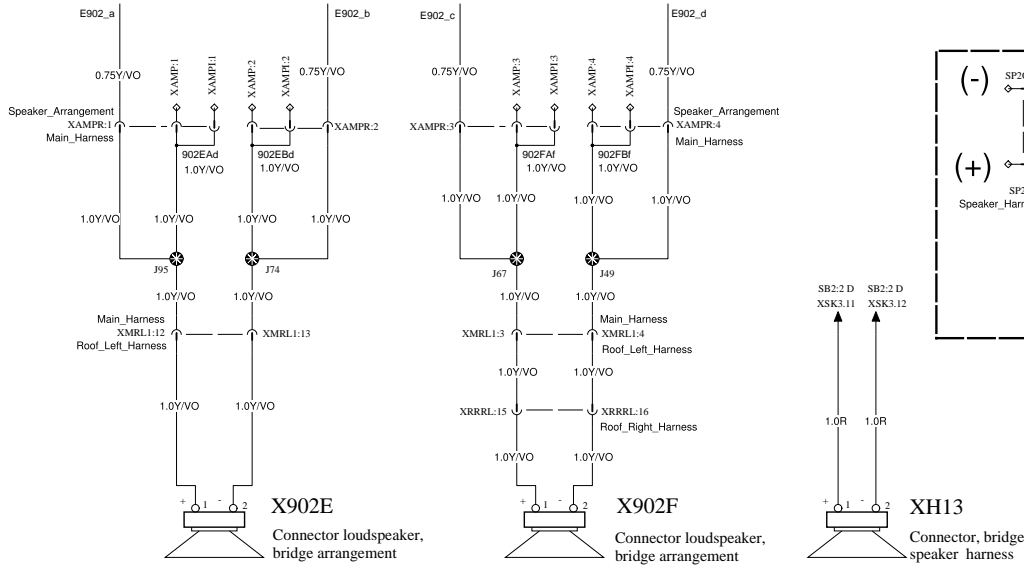 E902_a
E902_b
E902_c
E902_d
XAMP:1
XAMPI:1
XAMP:2
XAMPI:2
XAMP:3
XAMPI:3
XAMP:4
XAMPI:4
0.75Y/VO
0.75Y/VO
0.75Y/VO
0.75Y/VO
(-)
Speaker_Arrangement
XAMPR:1
Main_Harness
XAMPR:2
XAMPR:3
Speaker_Arrangement
XAMPR:4
Main_Harness
902EAd
1.0Y/VO
902EBd
1.0Y/VO
902FAf
1.0Y/VO
902FBf
1.0Y/VO
(+)
1.0Y/VO
1.0Y/VO
1.0Y/VO
1.0Y/VO
1.0Y/VO
1.0Y/VO
1.0Y/VO
1.0Y/VO
J95
J74
J67
J49
1.0Y/VO
1.0Y/VO
1.0Y/VO
1.0Y/VO
SB2:2 D
XSK3.11
SB2:2 D
XSK3.12
Main_Harness
XMRL1:12
Roof_Left_Harness
XMRL1:13
XMRL1:3
Main_Harness
XMRL1:4
Roof_Left_Harness
1.0Y/VO
1.0Y/VO
1.0Y/VO
1.0Y/VO
XRRRL:15
XRRRL:16
Roof_Right_Harness
1.0R
1.0R
1.0Y/VO
1.0Y/VO
+ 1 - 2
X902E
Connector loudspeaker,
bridge arrangement
+ 1 - 2
X902F
Connector loudspeaker,
bridge arrangement
+ 1 - 2
XH13
Connector, bridge
speaker harness